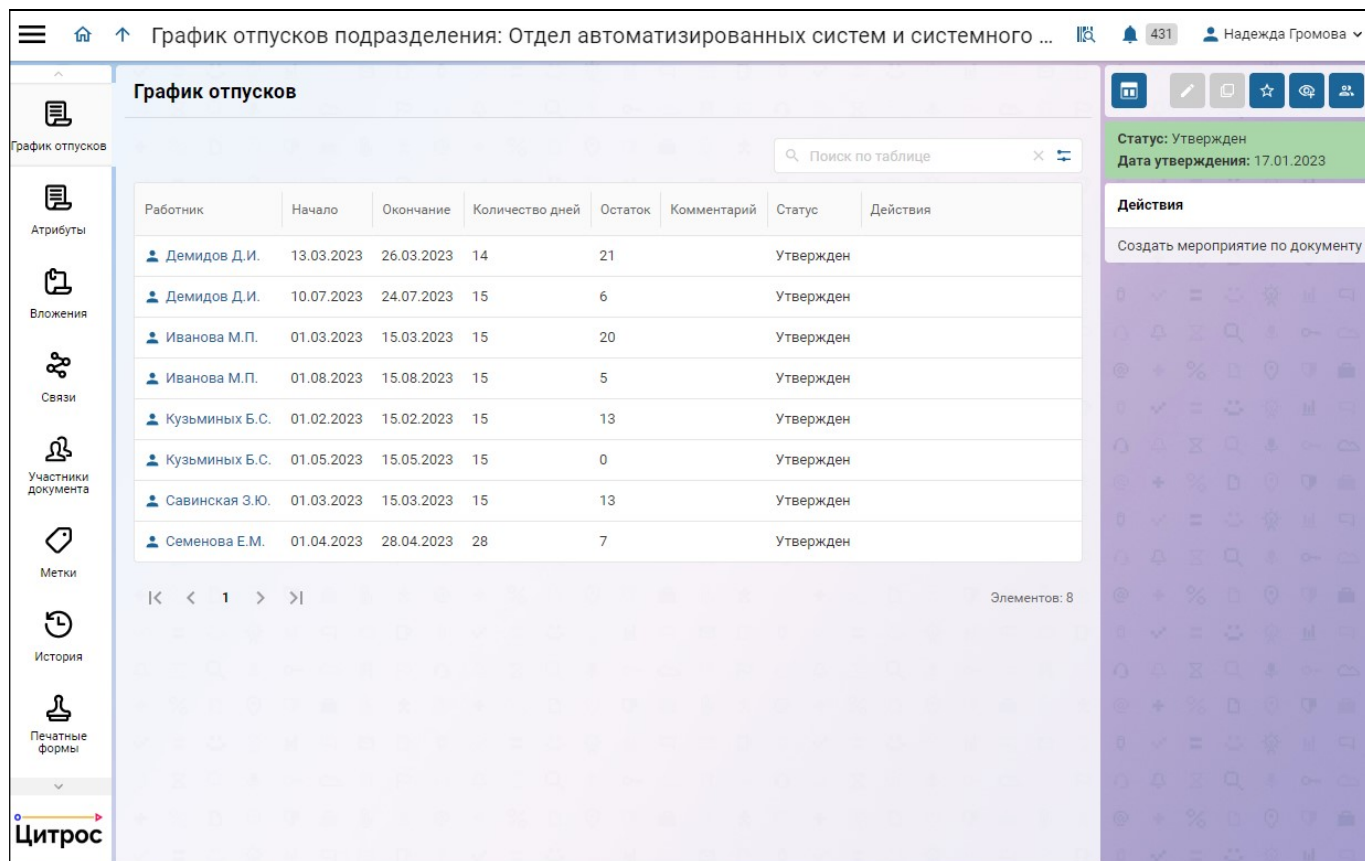 График отпусков подразделения: Отдел автоматизированных систем и системного ...
431
Надежда Громова
График отпусков
Атрибуты
Вложения
Связи
Участники
документа
Метки
История
Печатные
формы
Цитрос
График отпусков
Поиск по таблице
Работник Начало Окончание Количество дней Остаток Комментарий Статус Действия
Демидов Д.И. 13.03.2023 26.03.2023 14 21 Утвержден
Демидов Д.И. 10.07.2023 24.07.2023 15 6 Утвержден
Иванова М.П. 01.03.2023 15.03.2023 15 20 Утвержден
Иванова М.П. 01.08.2023 15.08.2023 15 5 Утвержден
Кузьминых Б.С. 01.02.2023 15.02.2023 15 13 Утвержден
Кузьминых Б.С. 01.05.2023 15.05.2023 15 0 Утвержден
Савинская З.Ю. 01.03.2023 15.03.2023 15 13 Утвержден
Семенова Е.М. 01.04.2023 28.04.2023 28 7 Утвержден
1
Элементов: 8
Статус: Утвержден
Дата утверждения: 17.01.2023
Действия
Создать мероприятие по документу